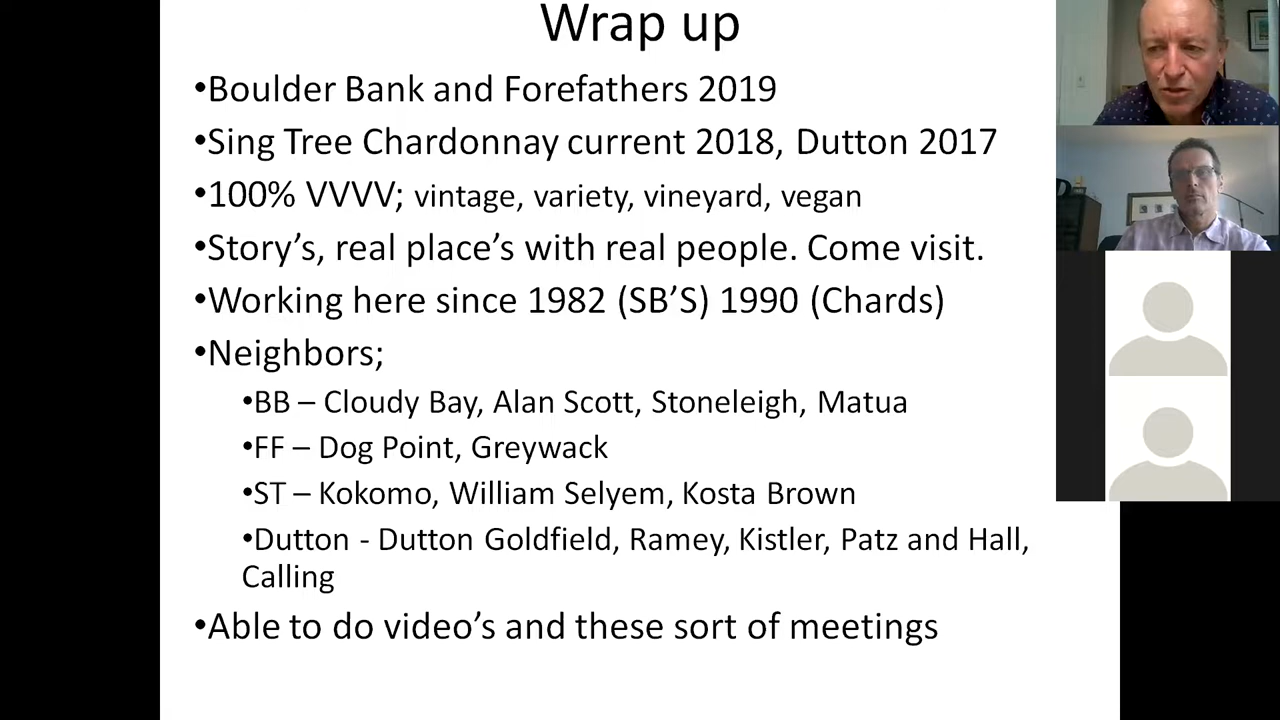 Wrap up
•Boulder Bank and Forefathers 2019
•Sing Tree Chardonnay current 2018, Dutton 2017
•100% VVVV; vintage, variety, vineyard, vegan
•Story’s, real place’s with real people. Come visit.
•Working here since 1982 (SB’S) 1990 (Chards)
•Neighbors;
•BB – Cloudy Bay, Alan Scott, Stoneleigh, Matua
•FF – Dog Point, Greywack
•ST – Kokomo, William Selyem, Kosta Brown
•Dutton - Dutton Goldfield, Ramey, Kistler, Patz and Hall,
Calling
•Able to do video’s and these sort of meetings